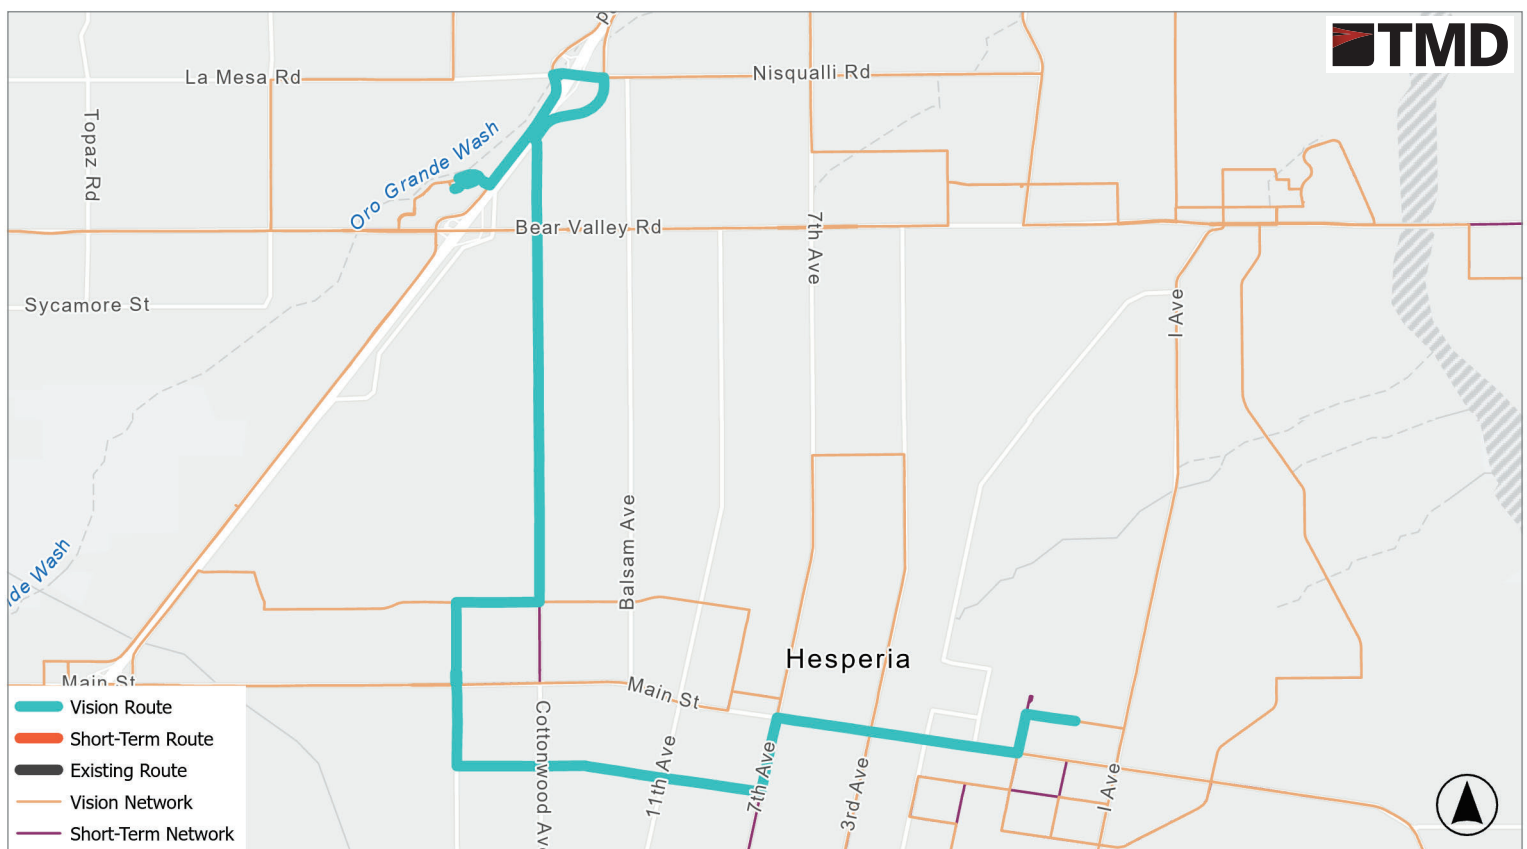 TMD
La Mesa Rd
Nisqualli Rd
Topaz Rd
Oro Grande Wash
Bear Valley Rd
7th Ave
Sycamore St
I Ave
Balsam Ave
de Wash
Hesperia
Main St
Main St
Cottonwood Av
11th Ave
7th Ave
3rd Ave
I Ave
Vision Route
Short-Term Route
Existing Route
Vision Network
Short-Term Network